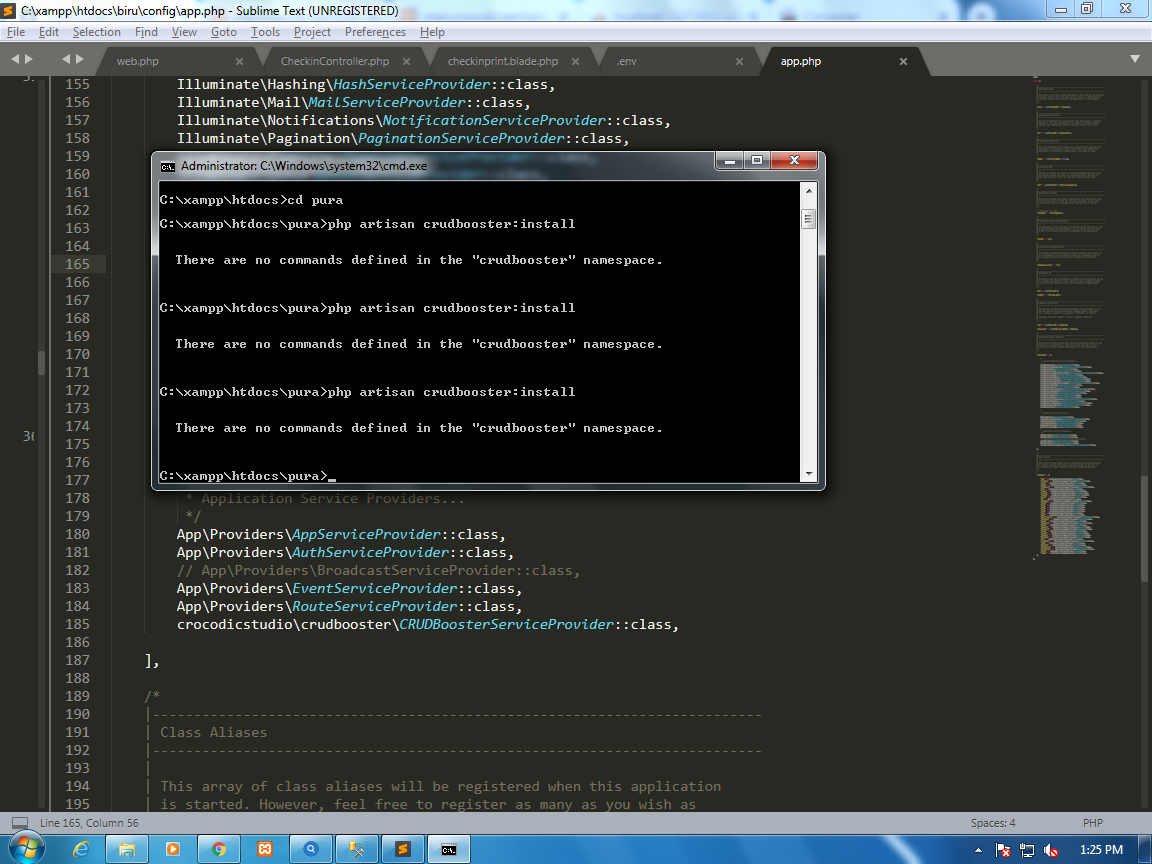 C:\xampp\htdocs\biru\config\app.php - Sublime Text (UNREGISTERED)
File Edit Selection Find View Goto Tools Project Preferences Help
web.php CheckinController.php checkinprint.blade.php .env app.php
155 Illuminate\Hashing\HashServiceProvider::class,
156 Illuminate\Mail\MailServiceProvider::class,
157 Illuminate\Notifications\NotificationServiceProvider::class,
158 Illuminate\Pagination\PaginationServiceProvider::class,
159
160
161
162
163
164
165
166
167
168
169
170
171
172
173
174
175
176
177
Administrator: C:\Windows\system32\cmd.exe
C:\xampp\htdocs>cd pura
C:\xampp\htdocs\pura>php artisan crudbooster:install
There are no commands defined in the "crudbooster" namespace.
C:\xampp\htdocs\pura>php artisan crudbooster:install
There are no commands defined in the "crudbooster" namespace.
C:\xampp\htdocs\pura>php artisan crudbooster:install
There are no commands defined in the "crudbooster" namespace.
C:\xampp\htdocs\pura>_
178 * Application Service Providers...
179 */
180 App\Providers\AppServiceProvider::class,
181 App\Providers\AuthServiceProvider::class,
182 // App\Providers\BroadcastServiceProvider::class,
183 App\Providers\EventServiceProvider::class,
184 App\Providers\RouteServiceProvider::class,
185 crocodicstudio\crudbooster\CRUDBoosterServiceProvider::class,
186
187 ],
188
189 /*
190 |--------------------------------------------------------------------------
191 | Class Aliases
192 |--------------------------------------------------------------------------
193 |
194 | This array of class aliases will be registered when this application
195 | is started. However, feel free to register as many as you wish as
Line 165, Column 56 Spaces: 4 PHP
1:25 PM